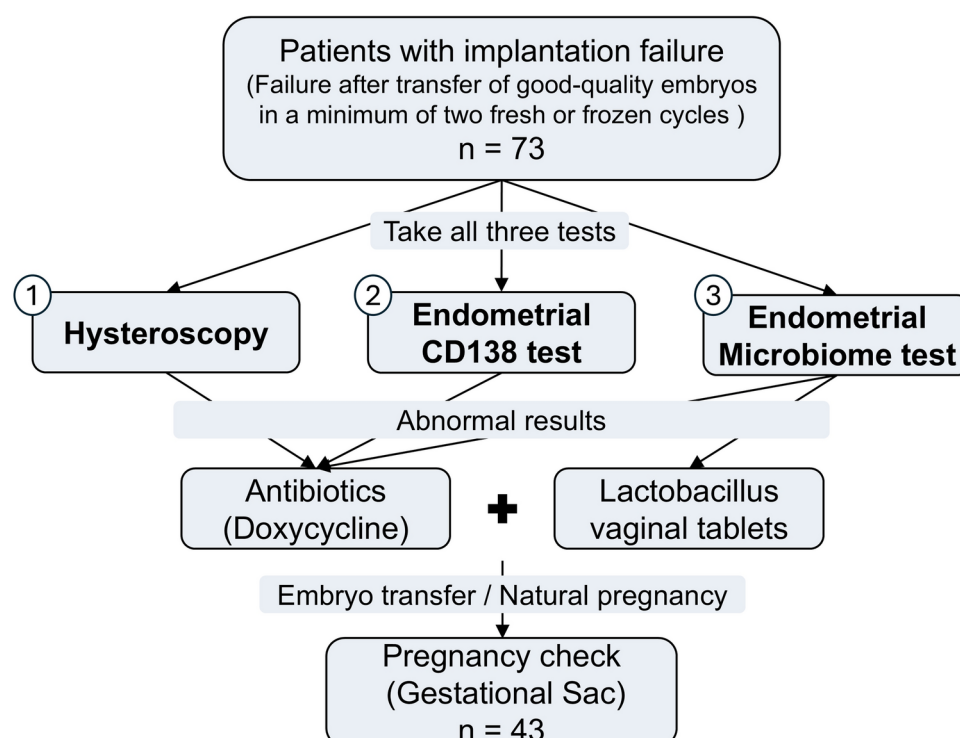 Patients with implantation failure
(Failure after transfer of good-quality embryos
in a minimum of two fresh or frozen cycles )
n = 73
Take all three tests
1
Hysteroscopy
2
Endometrial
CD138 test
3
Endometrial
Microbiome test
Abnormal results
Antibiotics
(Doxycycline)
+
Lactobacillus
vaginal tablets
Embryo transfer / Natural pregnancy
Pregnancy check
(Gestational Sac)
n = 43